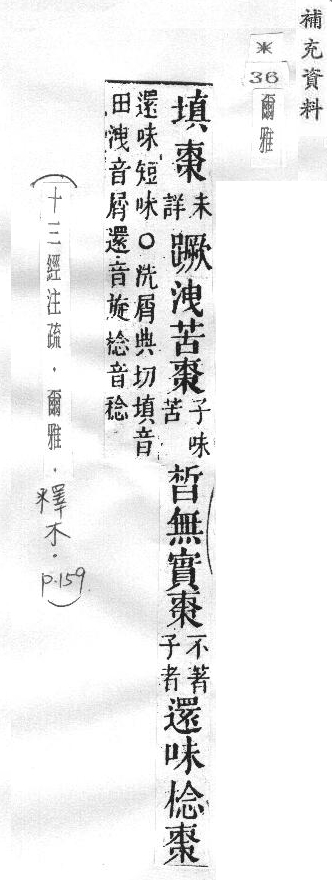 補充資料
※
36
爾雅
填棗未詳蹶洩苦棗子味苦晳無實棗不著子者還味棯棗
還味短味○洗屑典切填音
田洩音屑還音旋棯音稔
(十三經注疏.爾雅.釋木.p.159)